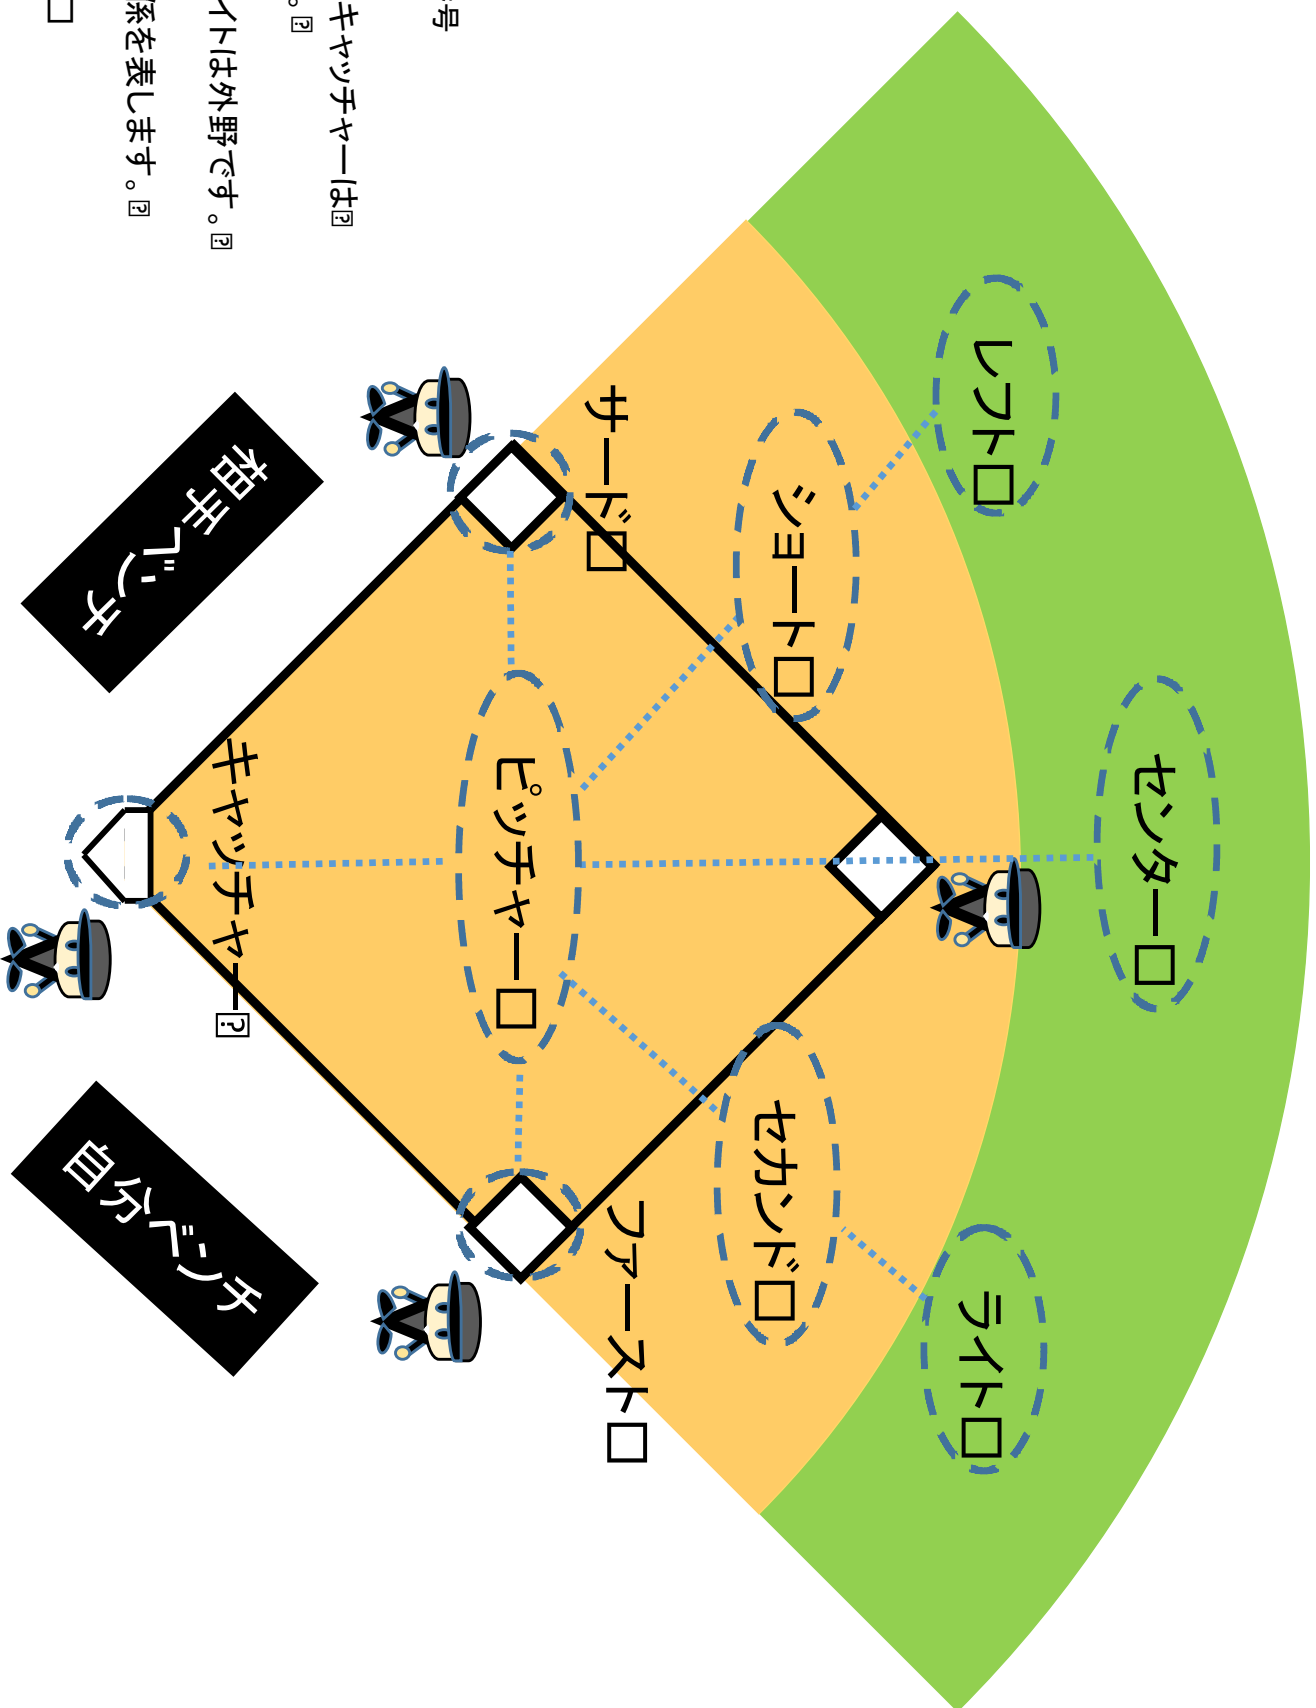 号
キャッチャーは
。
イトは外野です。
係を表します。
レフト
センター
ライト
ショート
セカンド
サード
ピッチャー
ファースト
キャッチャー
相手ベンチ
自分ベンチ